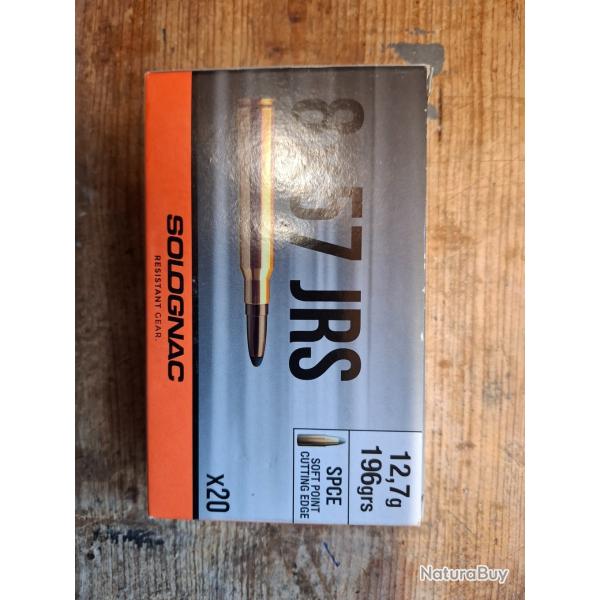 8x57 JRS
SOLOGNAC
RESISTANT GEAR.
12,7g
196grs
SPCE
SOFT POINT
CUTTING EDGE
x20
NaturaBuy